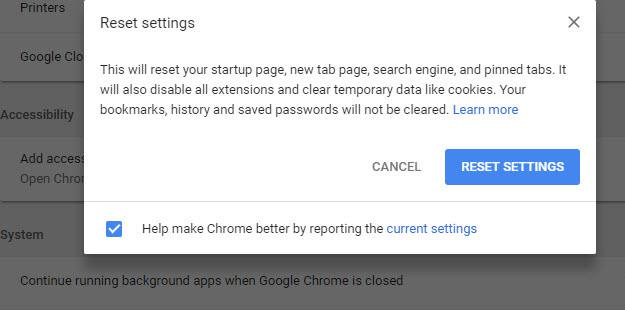 Printers
Reset settings
Google Clo
This will reset your startup page, new tab page, search engine, and pinned tabs. It
will also disable all extensions and clear temporary data like cookies. Your
bookmarks, history and saved passwords will not be cleared. Learn more
Accessibility
Add access
Open Chror
CANCEL
RESET SETTINGS
Help make Chrome better by reporting the current settings
System
Continue running background apps when Google Chrome is closed